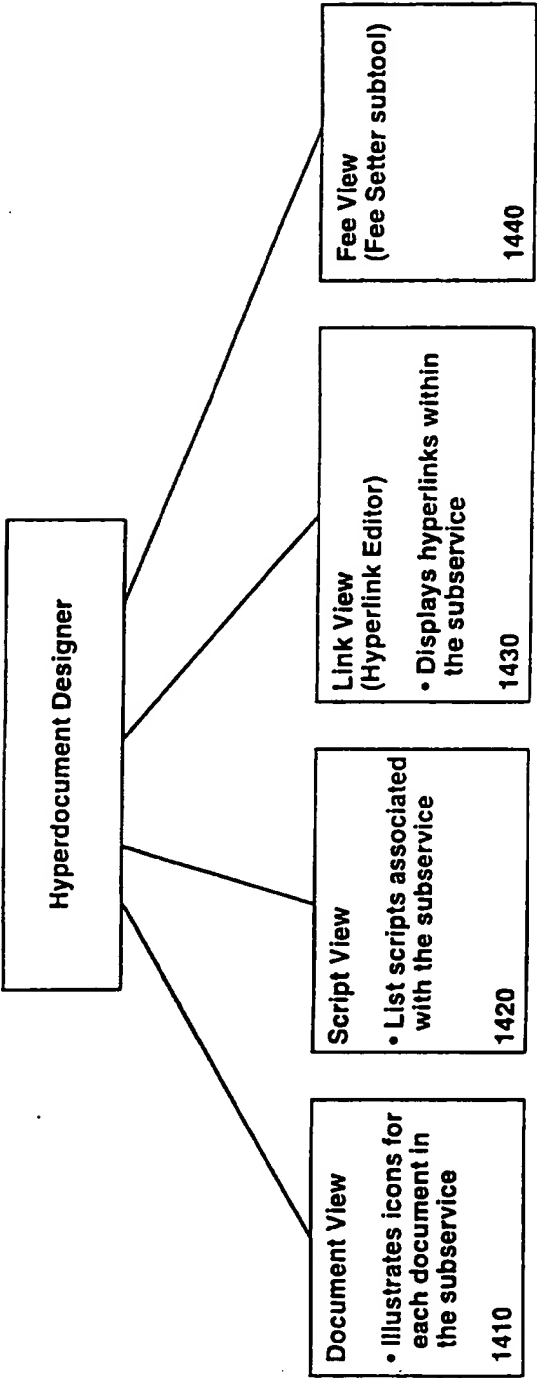 Hyperdocument Designer
Document View
• Illustrates icons for
each document in
the subservice
1410
Script View
• List scripts associated
with the subservice
1420
Link View
(Hyperlink Editor)
• Displays hyperlinks within
the subservice
1430
Fee View
(Fee Setter subtool)
1440